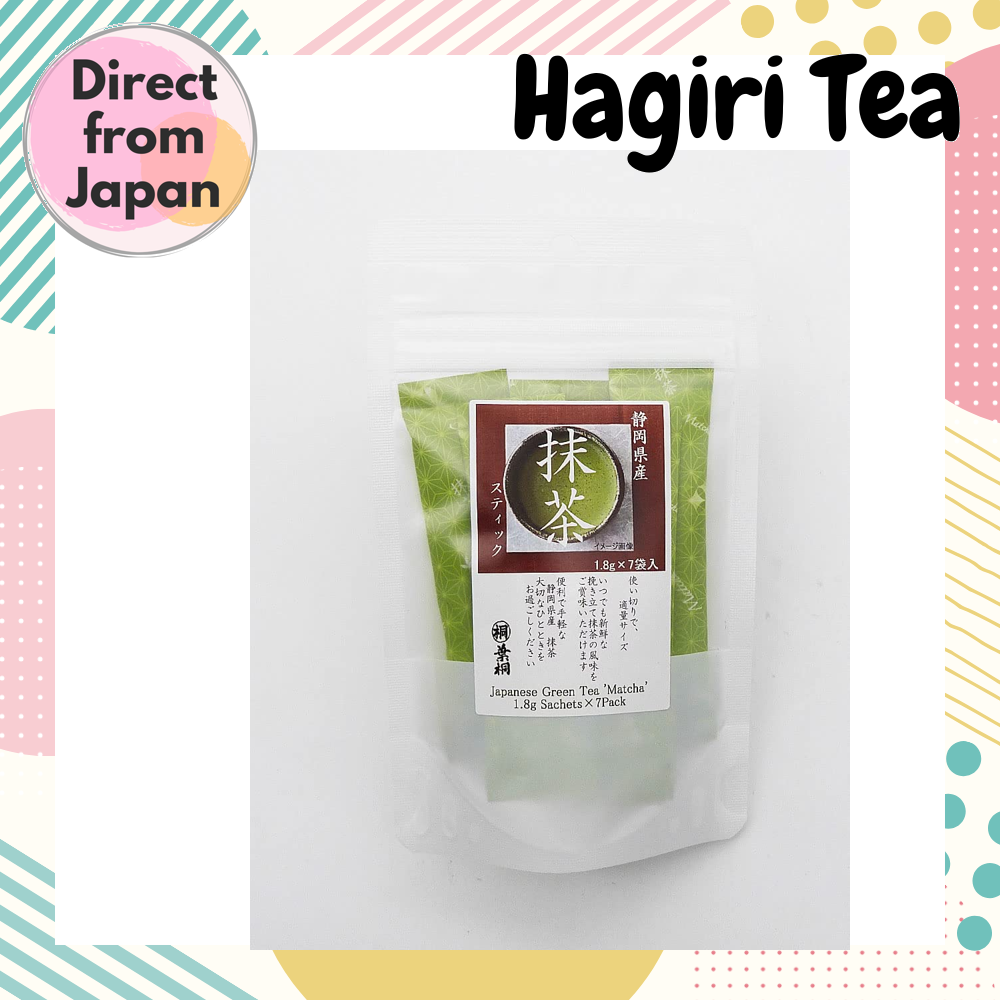 Direct
from
Japan
Hagiri Tea
静岡県産
抹茶
スティック
イメージ画像
1.8g×7袋入
使い切りで、
適量サイズ
いつでも新鮮な
挽き立て抹茶の風味を
ご賞味いただけます
便利で手軽な
静岡県産 抹茶
大切なひとときを
お過ごしください
桐 葉桐
Japanese Green Tea 'Matcha'
1.8g Sachets×7Pack